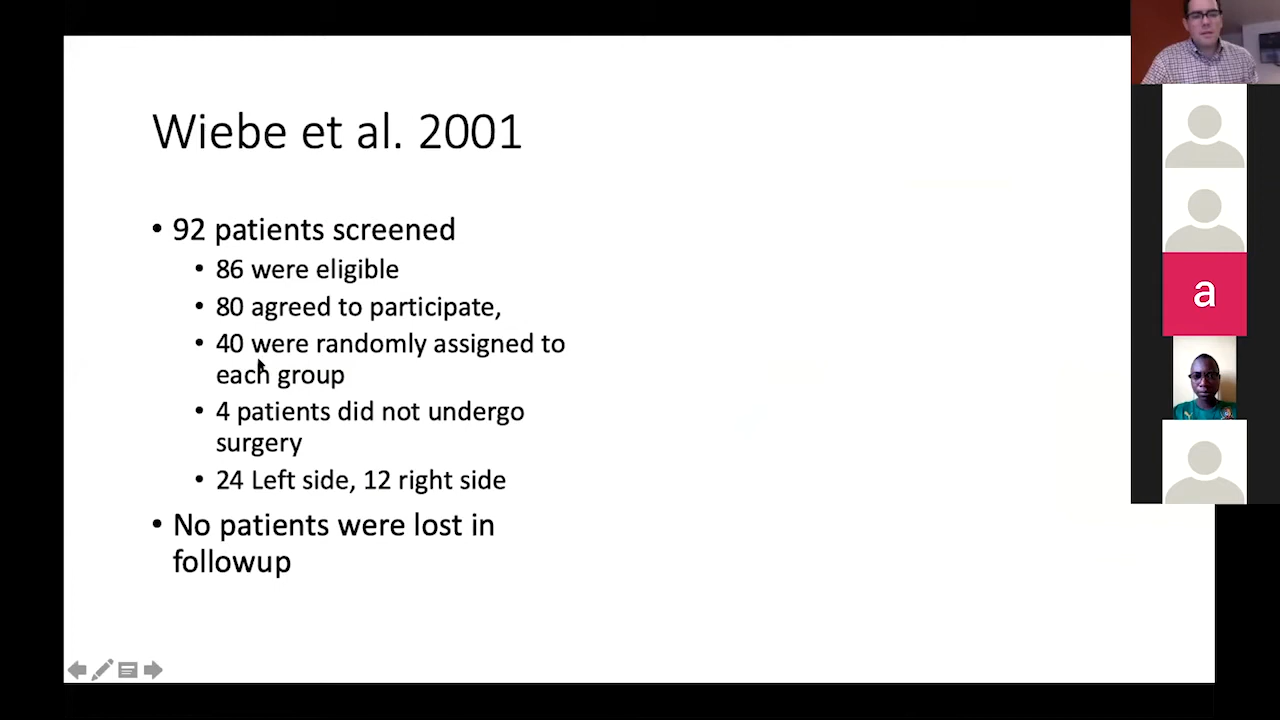 Wiebe et al. 2001
• 92 patients screened
• 86 were eligible
• 80 agreed to participate,
• 40 were randomly assigned to
each group
• 4 patients did not undergo
surgery
• 24 Left side, 12 right side
• No patients were lost in
followup
a